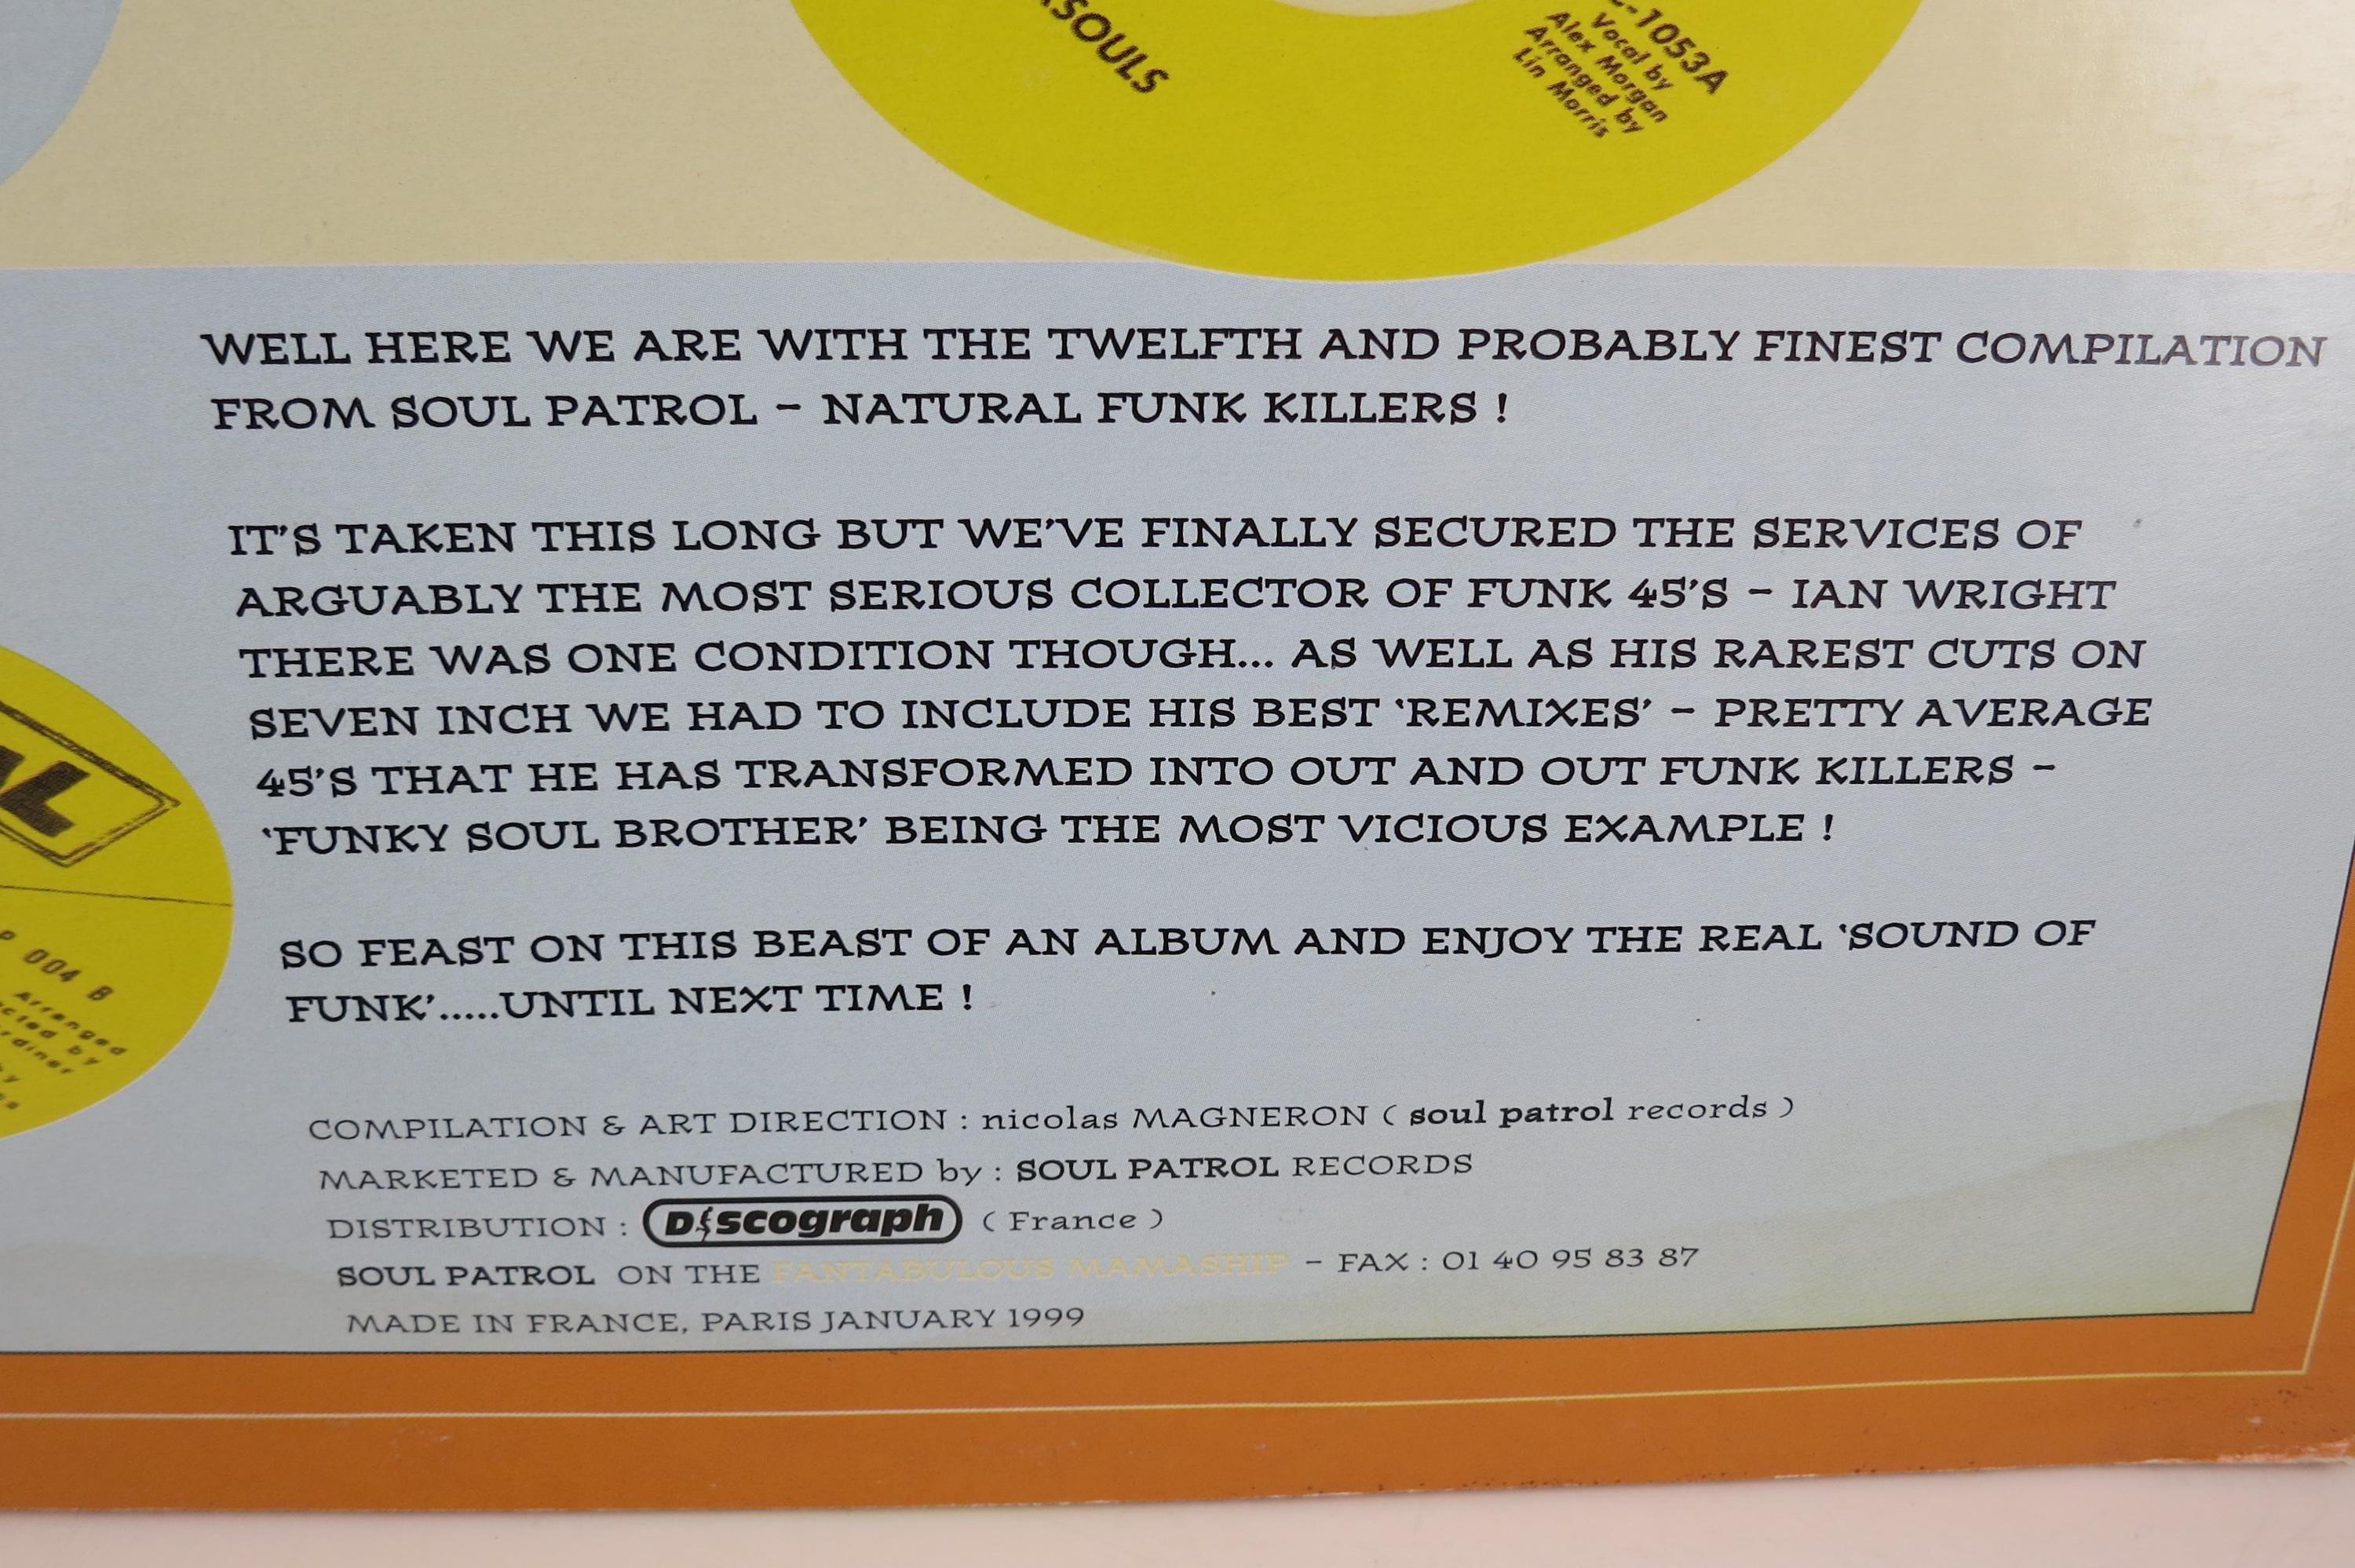 SOULS
-1053A
Vocal by
Alex Morgan
Arranged by
Lin Morris
WELL HERE WE ARE WITH THE TWELFTH AND PROBABLY FINEST COMPILATION
FROM SOUL PATROL - NATURAL FUNK KILLERS !
IT'S TAKEN THIS LONG BUT WE'VE FINALLY SECURED THE SERVICES OF
ARGUABLY THE MOST SERIOUS COLLECTOR OF FUNK 45'S - IAN WRIGHT
THERE WAS ONE CONDITION THOUGH... AS WELL AS HIS RAREST CUTS ON
SEVEN INCH WE HAD TO INCLUDE HIS BEST 'REMIXES' - PRETTY AVERAGE
45'S THAT HE HAS TRANSFORMED INTO OUT AND OUT FUNK KILLERS -
'FUNKY SOUL BROTHER' BEING THE MOST VICIOUS EXAMPLE !
SO FEAST ON THIS BEAST OF AN ALBUM AND ENJOY THE REAL 'SOUND OF
FUNK'.....UNTIL NEXT TIME !
P 004 B
Arranged
by
COMPILATION & ART DIRECTION : nicolas MAGNERON ( soul patrol records )
MARKETED & MANUFACTURED by : SOUL PATROL RECORDS
DISTRIBUTION : Discograph ( France )
SOUL PATROL ON THE FANTABULOUS MAMASHIP - FAX : 01 40 95 83 87
MADE IN FRANCE, PARIS JANUARY 1999